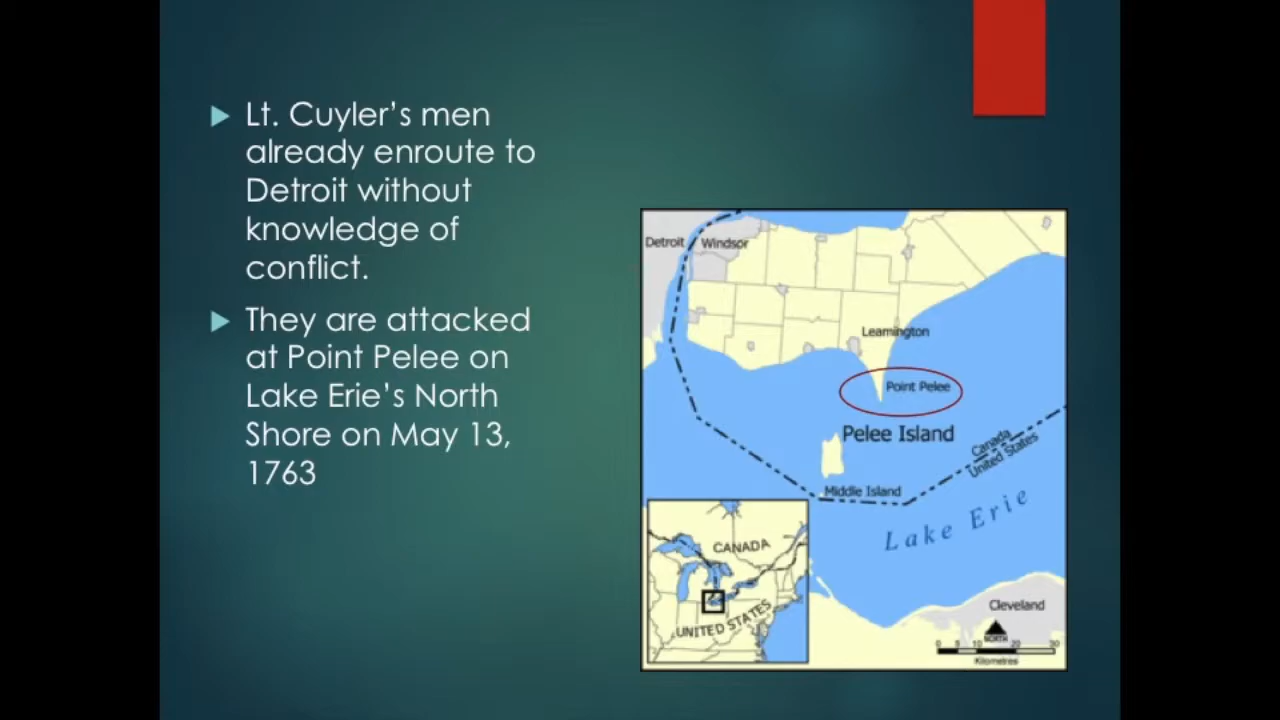 Lt. Cuyler's men
already enroute to
Detroit without
knowledge of
conflict.
They are attacked
at Point Pelee on
Lake Erie's North
Shore on May 13,
1763
Detroit
Windsor
Leamington
Point Pelee
Pelee Island
Canada
United States
Middle Island
Lake Erie
CANADA
UNITED STATES
Cleveland
NORTH
0 5 10 20 30
Kilometres